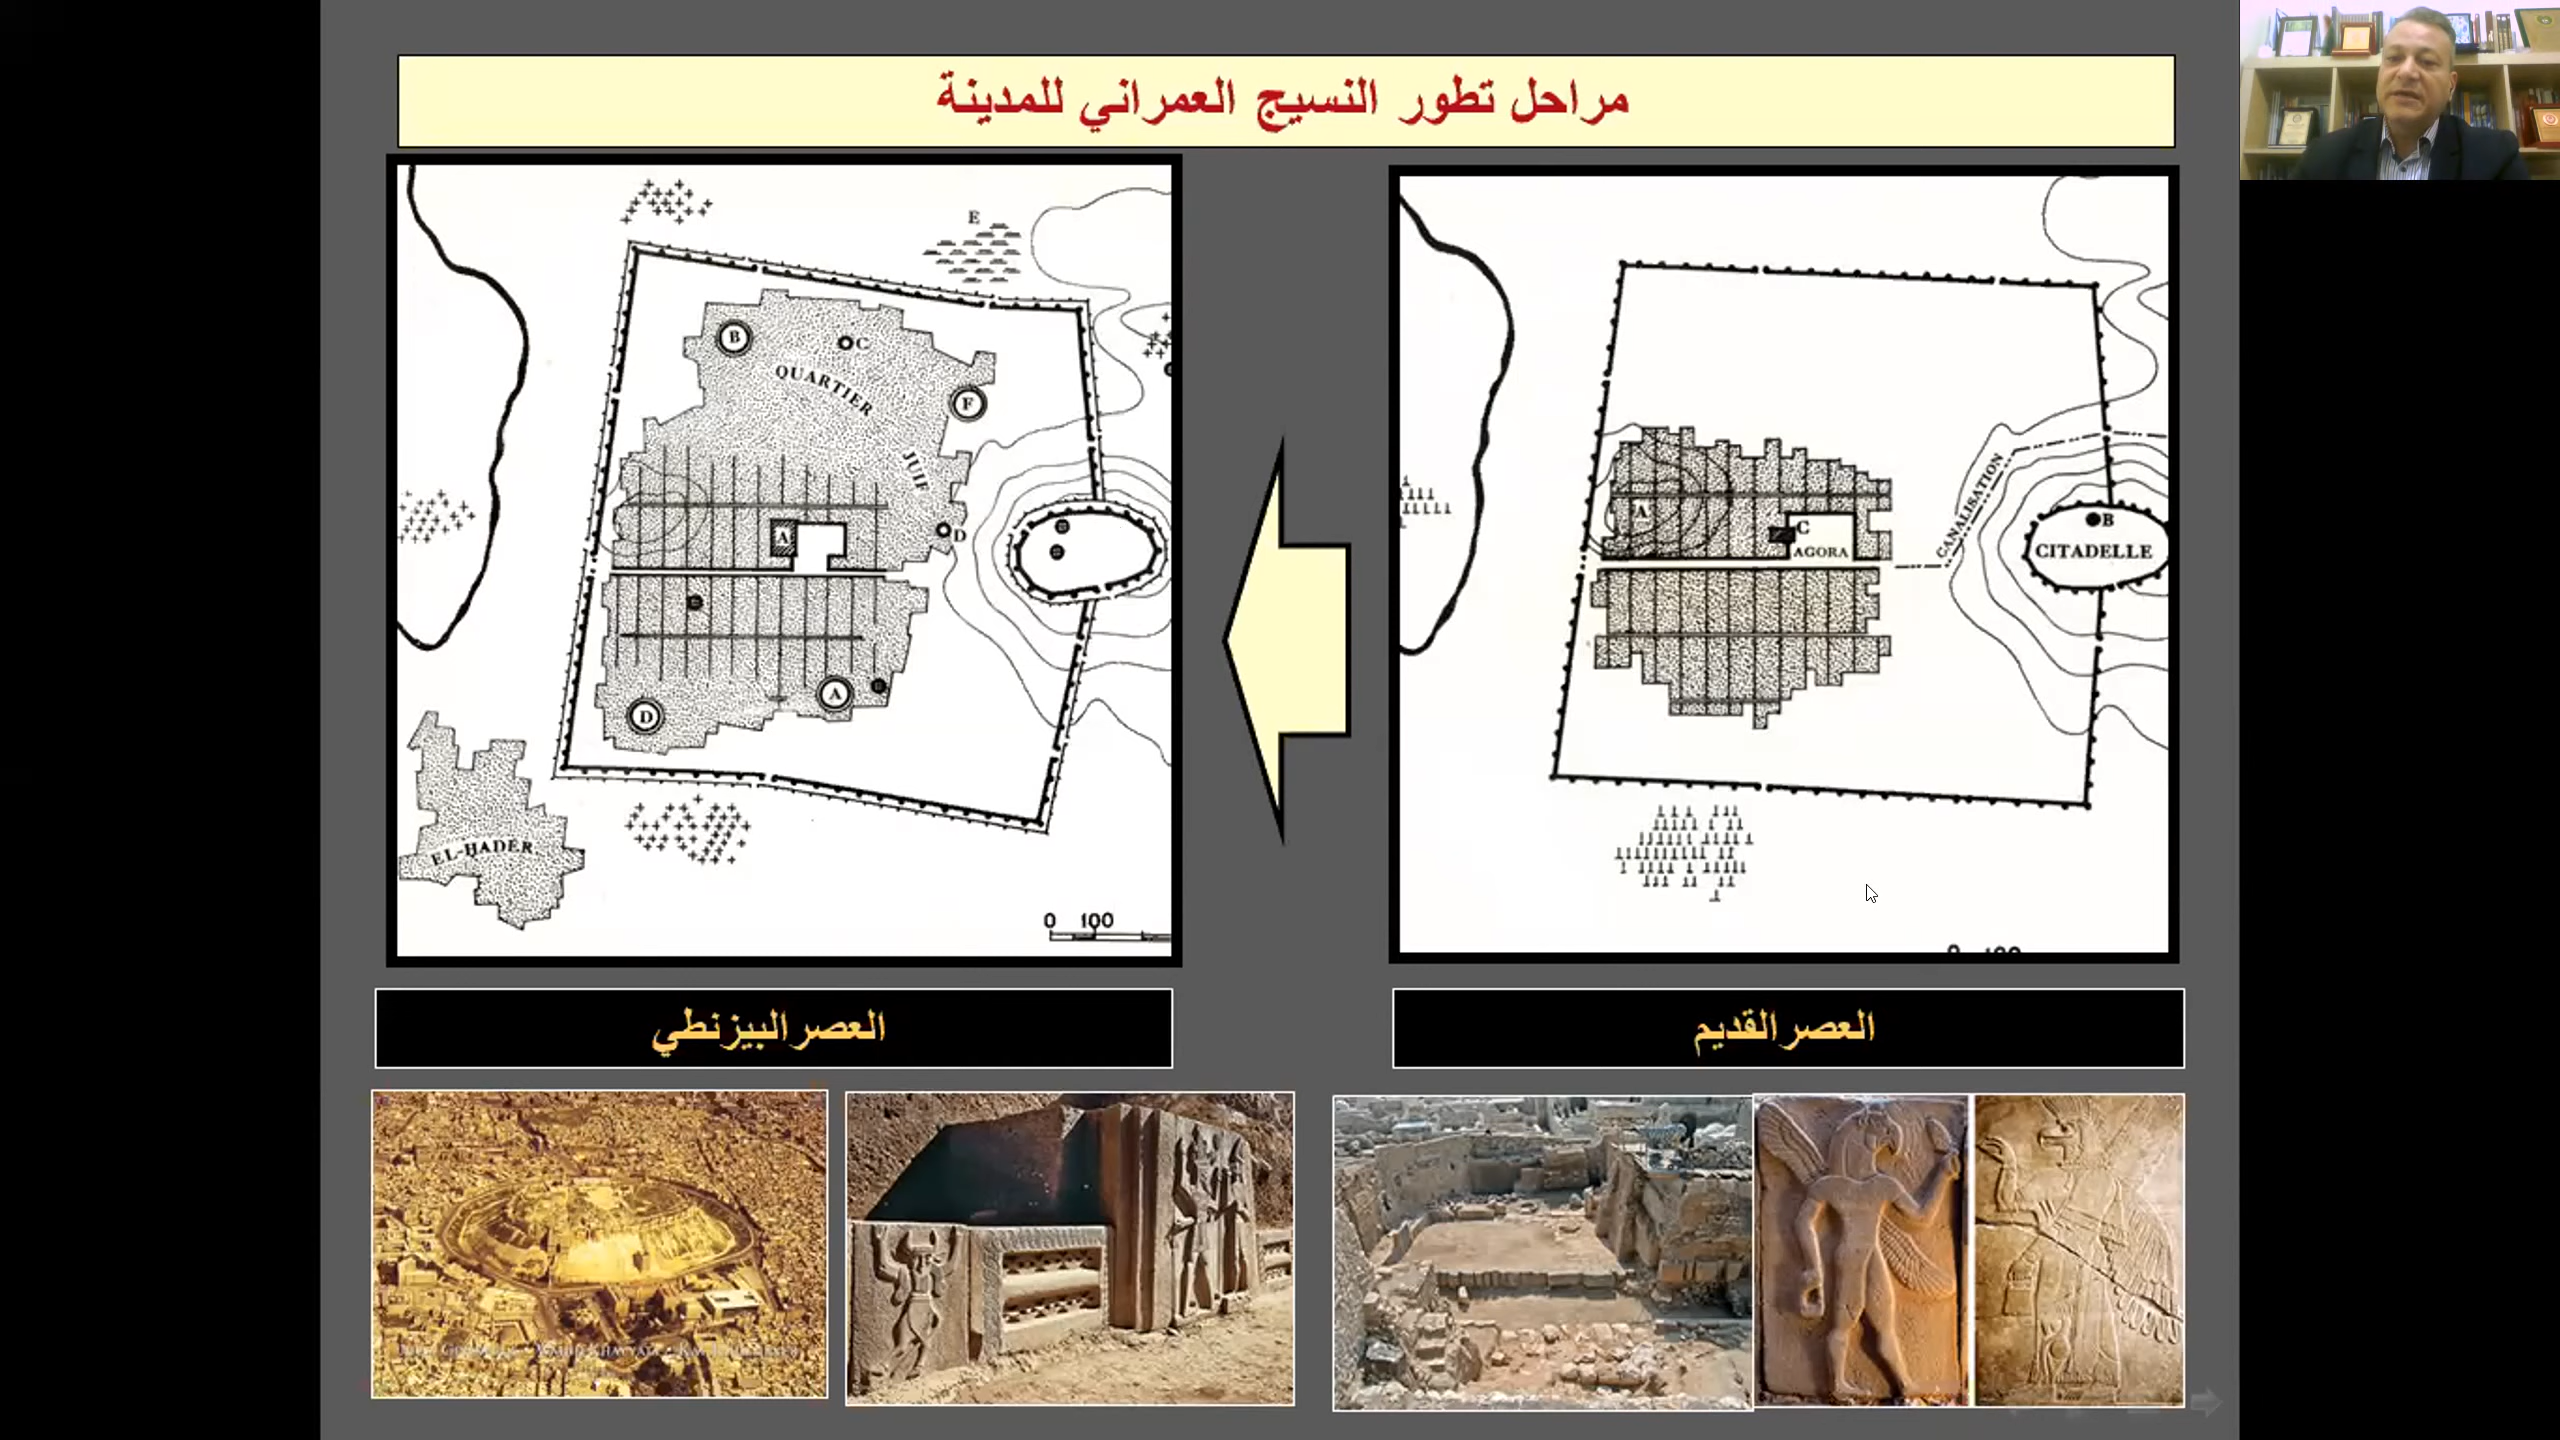 مراحل تطور النسيج العمراني للمدينة
A
C
AGORA
CANALISATION
B
CITADELLE
E
B
C
QUARTIER
F
JUIF
A
D
A
D
EL-HADER
0 100
العصر القديم
العصر البيزنطي